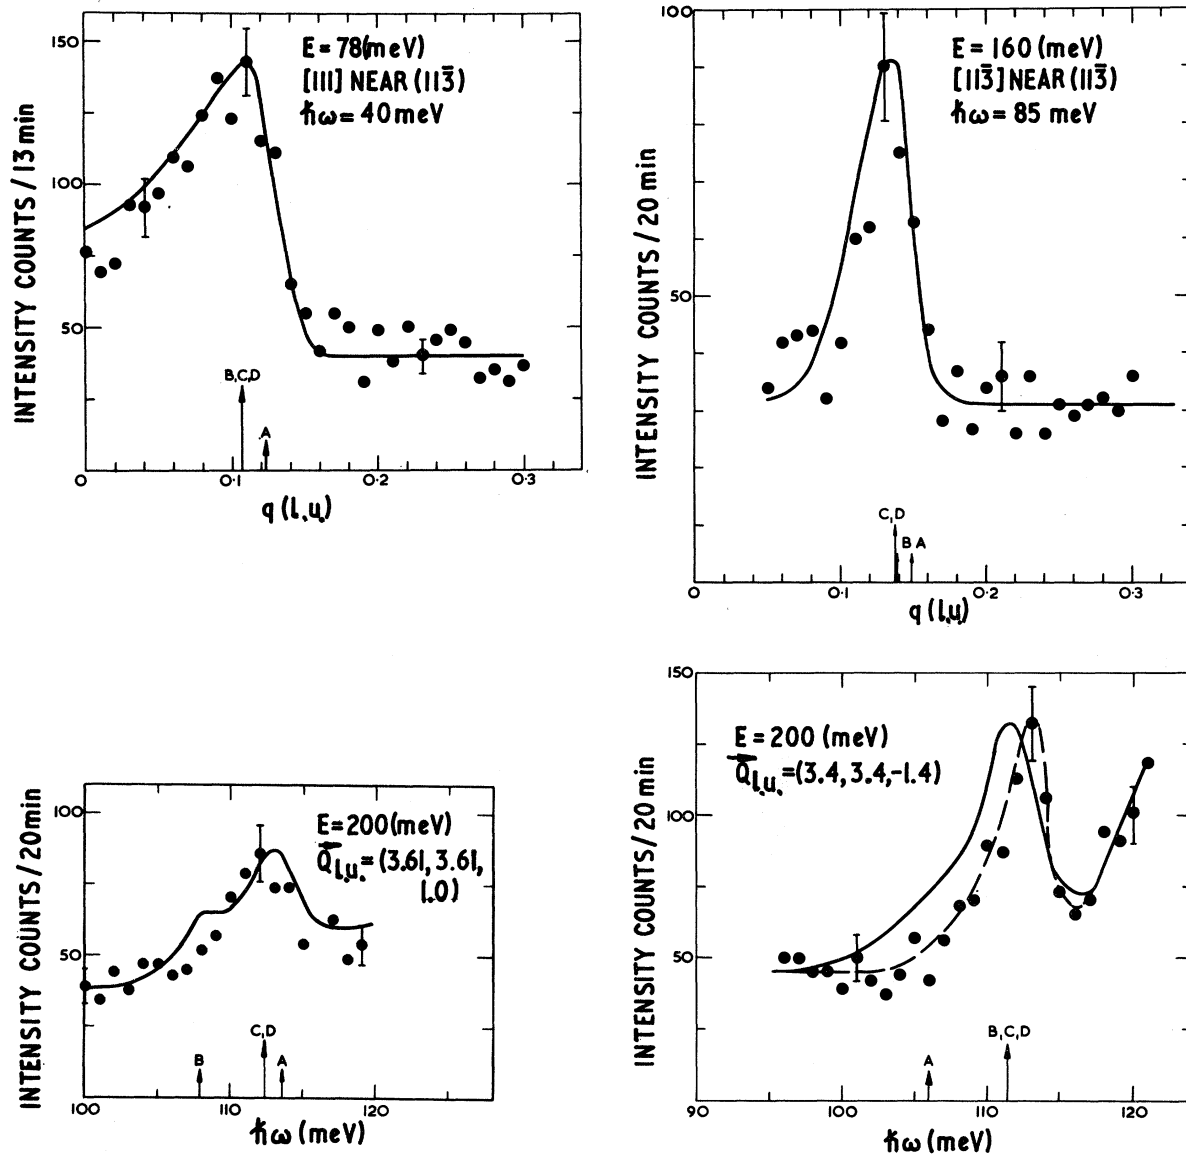 150
100
50
0
0·1
0·2
0·3
INTENSITY COUNTS / 13 min
E = 78(meV)
[111] NEAR (113̅)
ħω = 40 meV
B,C,D
A
q (l.u.)
100
50
0
0·1
0·2
0·3
INTENSITY COUNTS / 20 min
E = 160 (meV)
[113̅] NEAR (113̅)
ħω = 85 meV
C,D
B A
q (l.u.)
100
50
100
110
120
INTENSITY COUNTS / 20min
E = 200(meV)
Q⃗l.u. = (3.61, 3.61,
1.0)
B
C,D
A
ħω (meV)
150
100
50
90
100
110
120
INTENSITY COUNTS / 20 min
E = 200 (meV)
Q⃗l.u. = (3.4, 3.4, -1.4)
A
B,C,D
ħω (meV)